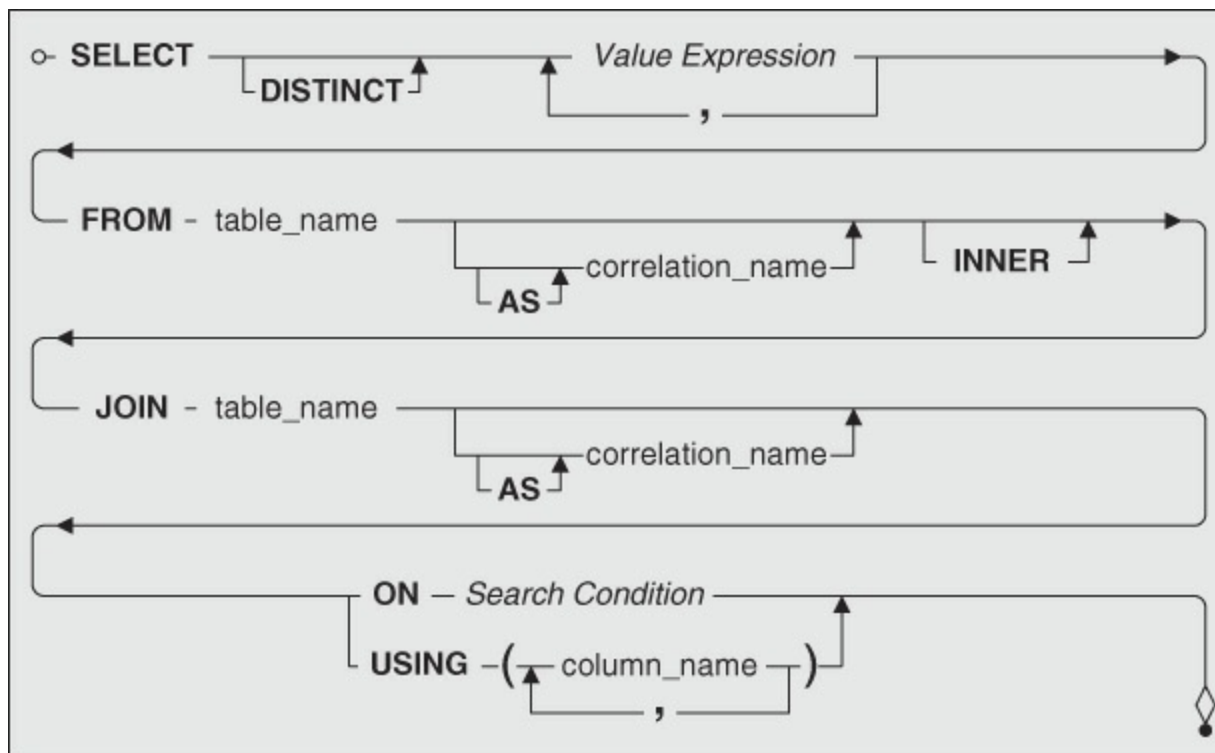 SELECT Value Expression
DISTINCT
,
FROM table_name
correlation_name INNER
AS
JOIN table_name
correlation_name
AS
ON Search Condition
USING ( column_name )
,